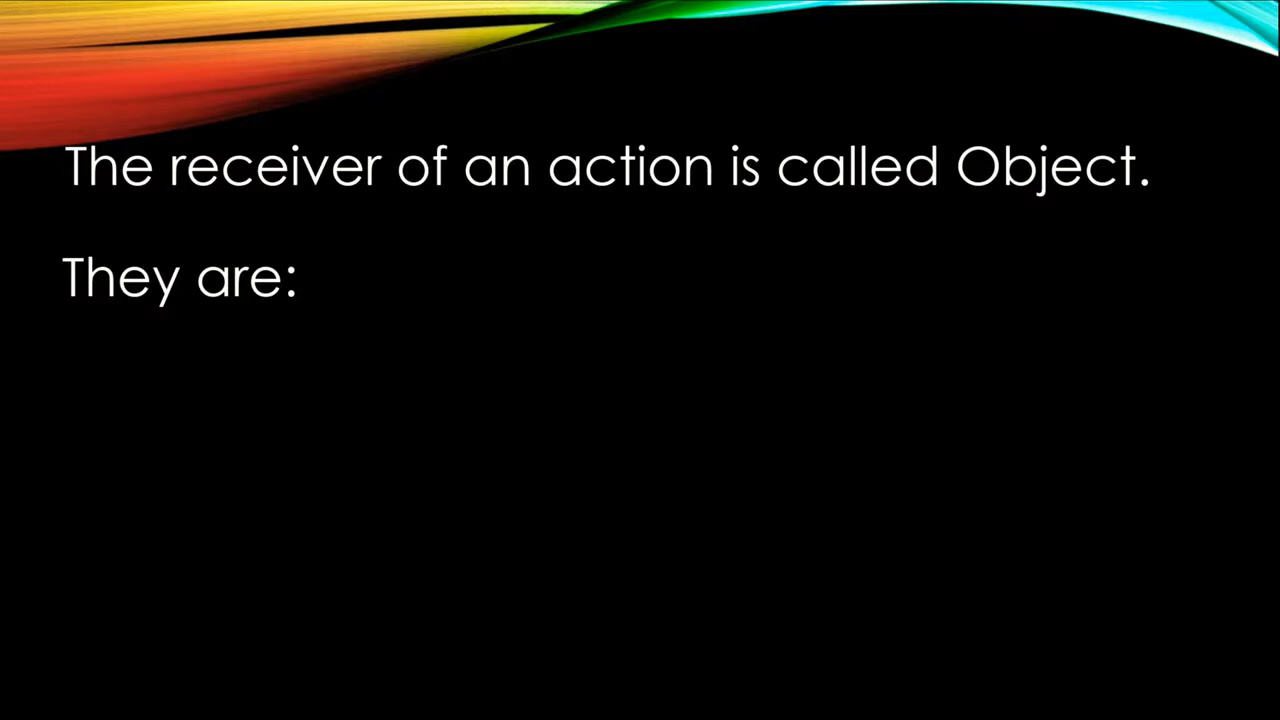 The receiver of an action is called Object.
They are: